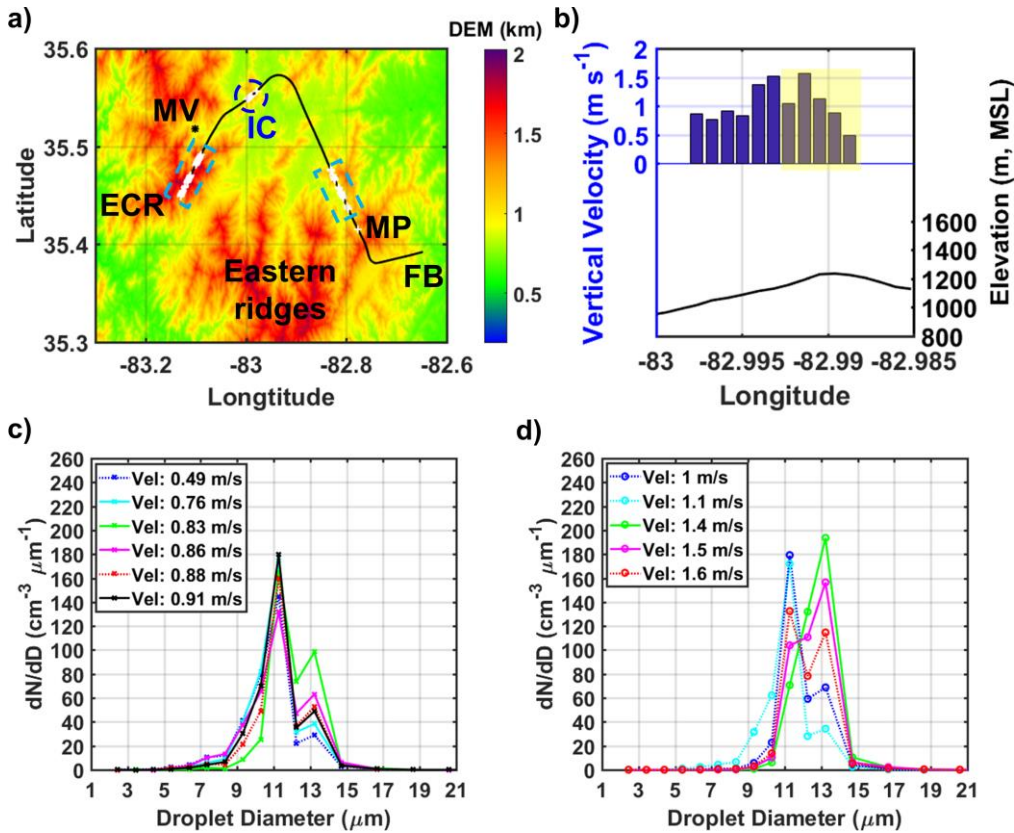 a)
DEM (km)
35.6
35.5
35.4
35.3
Latitude
MV
IC
ECR
MP
FB
Eastern
ridges
-83.2
-83
-82.8
-82.6
Longtitude
2
1.5
1
0.5
b)
Vertical Velocity (m s-1)
2
1.5
1
0.5
0
1600
1400
1200
1000
800
Elevation (m, MSL)
-83
-82.995
-82.99
-82.985
Longitude
c)
dN/dD (cm-3 μm-1)
260
240
220
200
180
160
140
120
100
80
60
40
20
0
Vel: 0.49 m/s
Vel: 0.76 m/s
Vel: 0.83 m/s
Vel: 0.86 m/s
Vel: 0.88 m/s
Vel: 0.91 m/s
1 3 5 7 9 11 13 15 17 19 21
Droplet Diameter (μm)
d)
dN/dD (cm-3 μm-1)
260
240
220
200
180
160
140
120
100
80
60
40
20
0
Vel: 1 m/s
Vel: 1.1 m/s
Vel: 1.4 m/s
Vel: 1.5 m/s
Vel: 1.6 m/s
1 3 5 7 9 11 13 15 17 19 21
Droplet Diameter (μm)